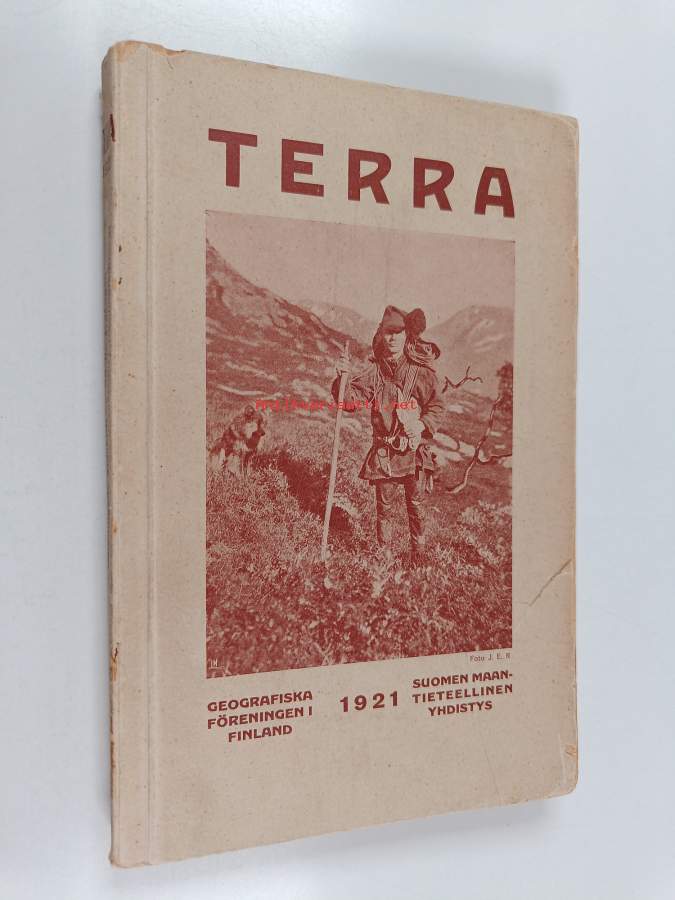 TERRA
Foto J. E. R
GEOGRAFISKA
FÖRENINGEN I
FINLAND
1921
SUOMEN MAAN-
TIETEELLINEN
YHDISTYS